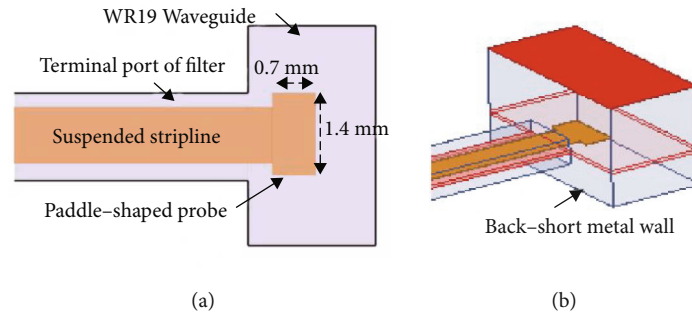 WR19 Waveguide
Terminal port of filter
0.7 mm
Suspended stripline
1.4 mm
Paddle–shaped probe
Back–short metal wall
(a)
(b)